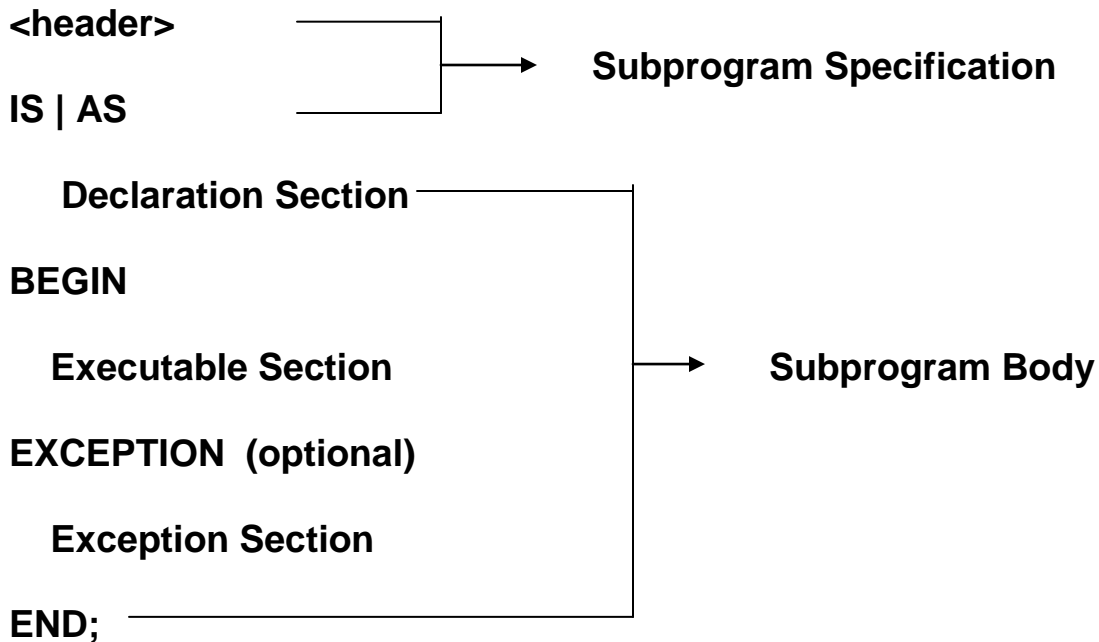 <header>
Subprogram Specification
IS | AS
Declaration Section
BEGIN
Executable Section
Subprogram Body
EXCEPTION (optional)
Exception Section
END;